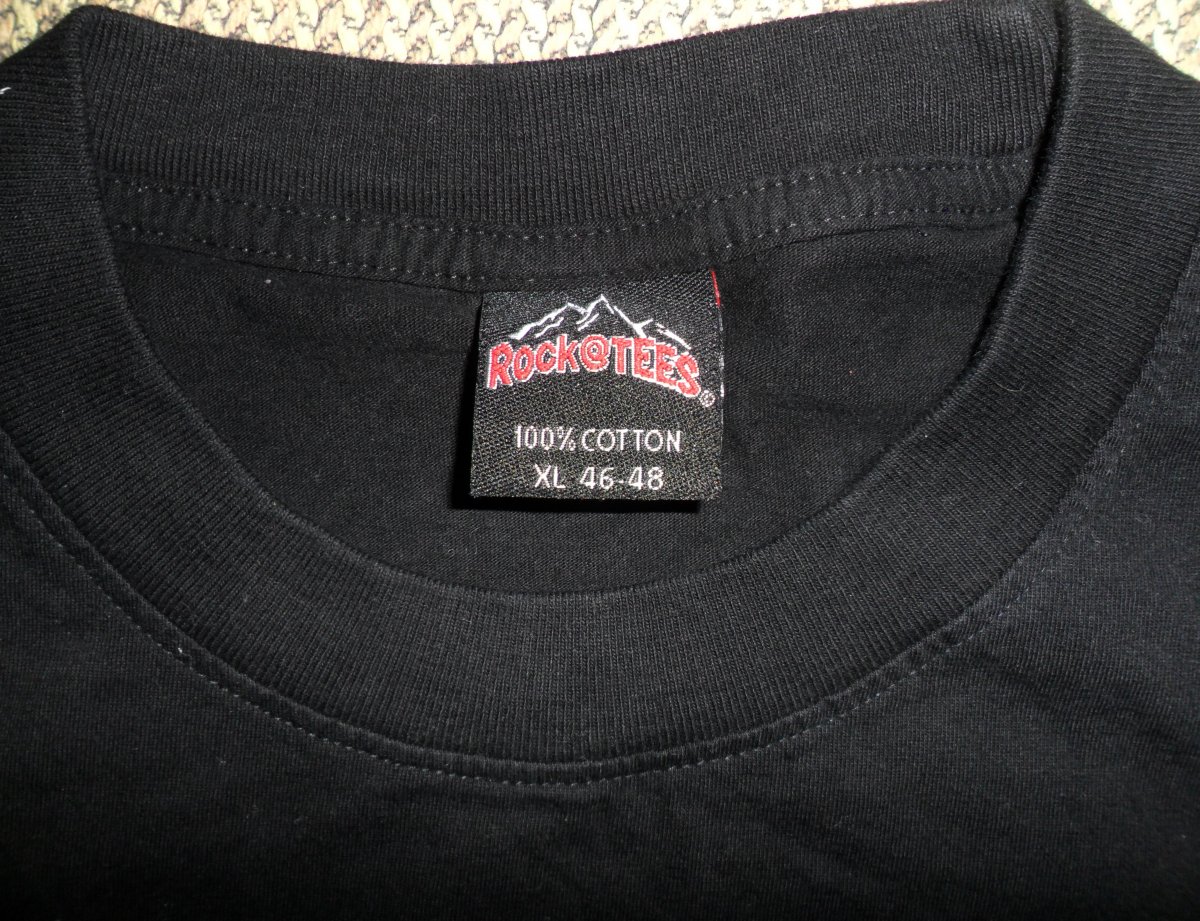 ROCK@TEES®
100% COTTON
XL 46-48